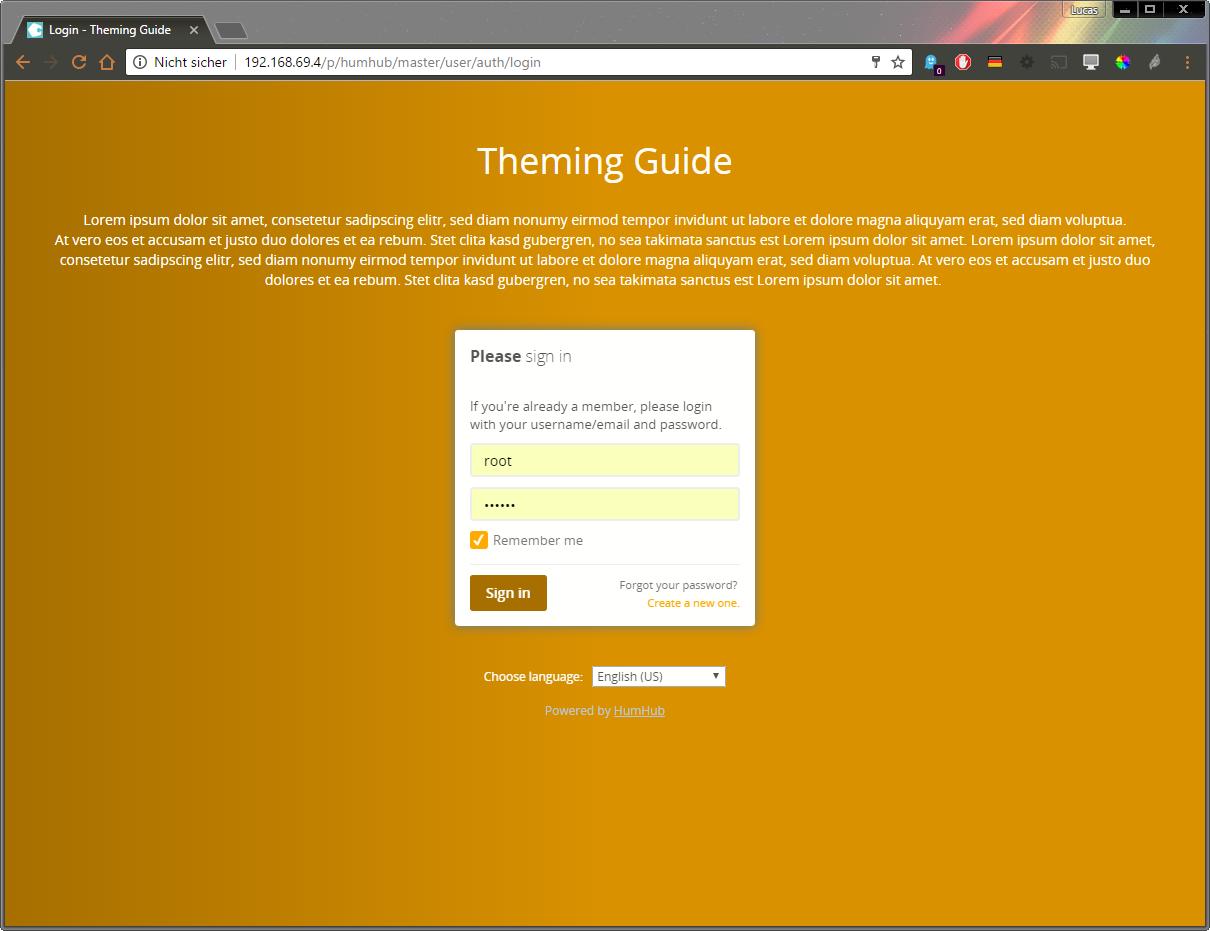 Lucas
Login - Theming Guide
Nicht sicher 192.168.69.4/p/humhub/master/user/auth/login
0
Theming Guide
Lorem ipsum dolor sit amet, consetetur sadipscing elitr, sed diam nonumy eirmod tempor invidunt ut labore et dolore magna aliquyam erat, sed diam voluptua.
At vero eos et accusam et justo duo dolores et ea rebum. Stet clita kasd gubergren, no sea takimata sanctus est Lorem ipsum dolor sit amet. Lorem ipsum dolor sit amet,
consetetur sadipscing elitr, sed diam nonumy eirmod tempor invidunt ut labore et dolore magna aliquyam erat, sed diam voluptua. At vero eos et accusam et justo duo
dolores et ea rebum. Stet clita kasd gubergren, no sea takimata sanctus est Lorem ipsum dolor sit amet.
Please sign in
If you're already a member, please login
with your username/email and password.
root
••••••
Remember me
Sign in
Forgot your password?
Create a new one.
Choose language: English (US)
Powered by HumHub